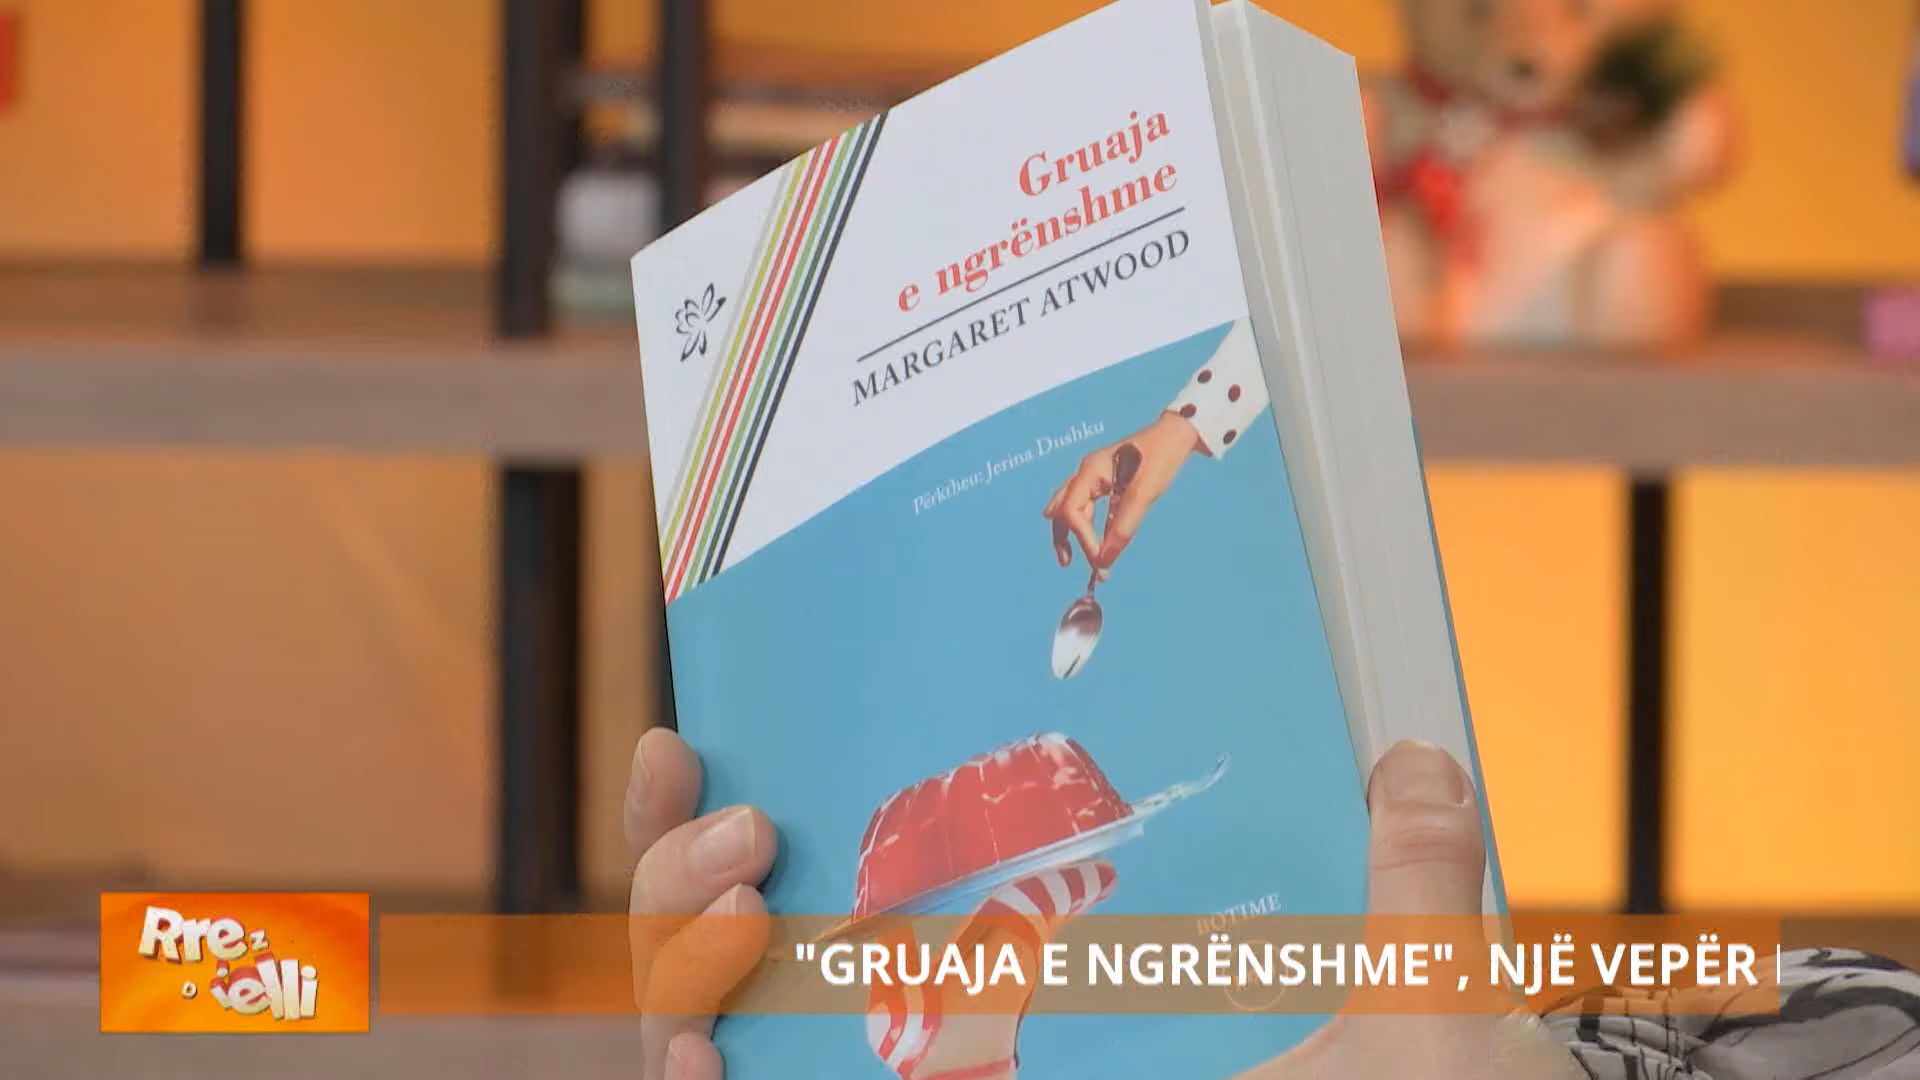 Gruaja
e ngrënshme
MARGARET ATWOOD
Përktheu: Jerina Dushku
BOTIME
Rrez
o
ielli
"GRUAJA E NGRËNSHME", NJË VEPËR